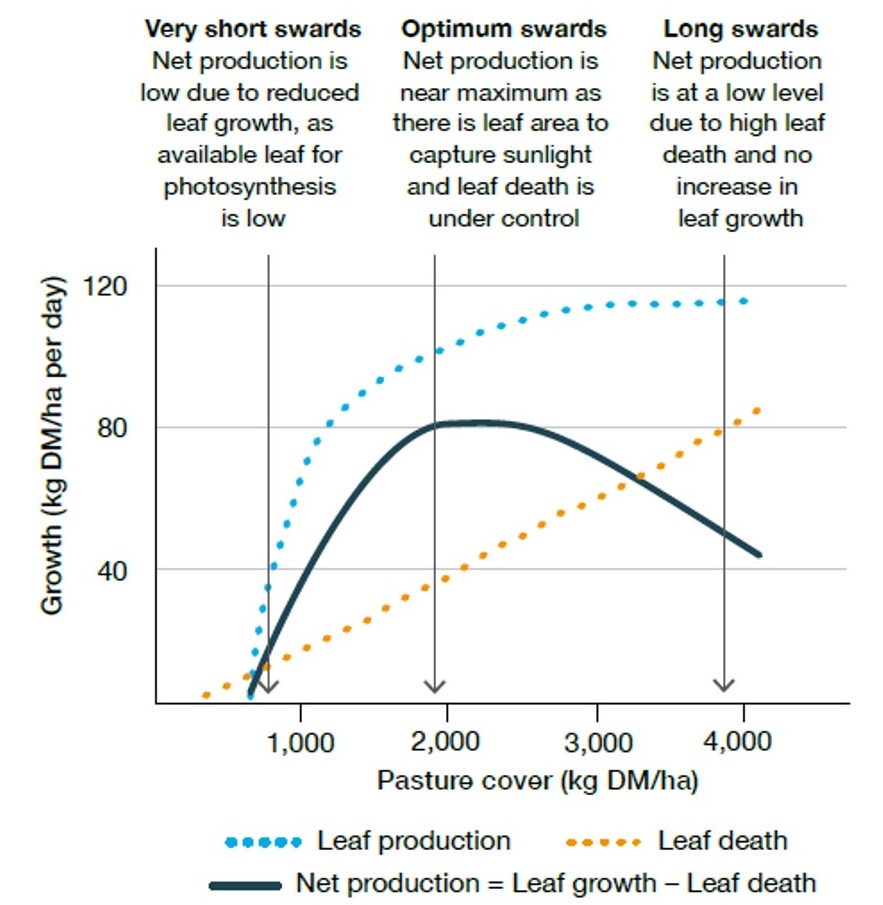 Very short swards
Net production is
low due to reduced
leaf growth, as
available leaf for
photosynthesis
is low
Optimum swards
Net production is
near maximum as
there is leaf area to
capture sunlight
and leaf death is
under control
Long swards
Net production
is at a low level
due to high leaf
death and no
increase in
leaf growth
Growth (kg DM/ha per day)
120
80
40
1,000
2,000
3,000
4,000
Pasture cover (kg DM/ha)
Leaf production
Leaf death
Net production = Leaf growth – Leaf death